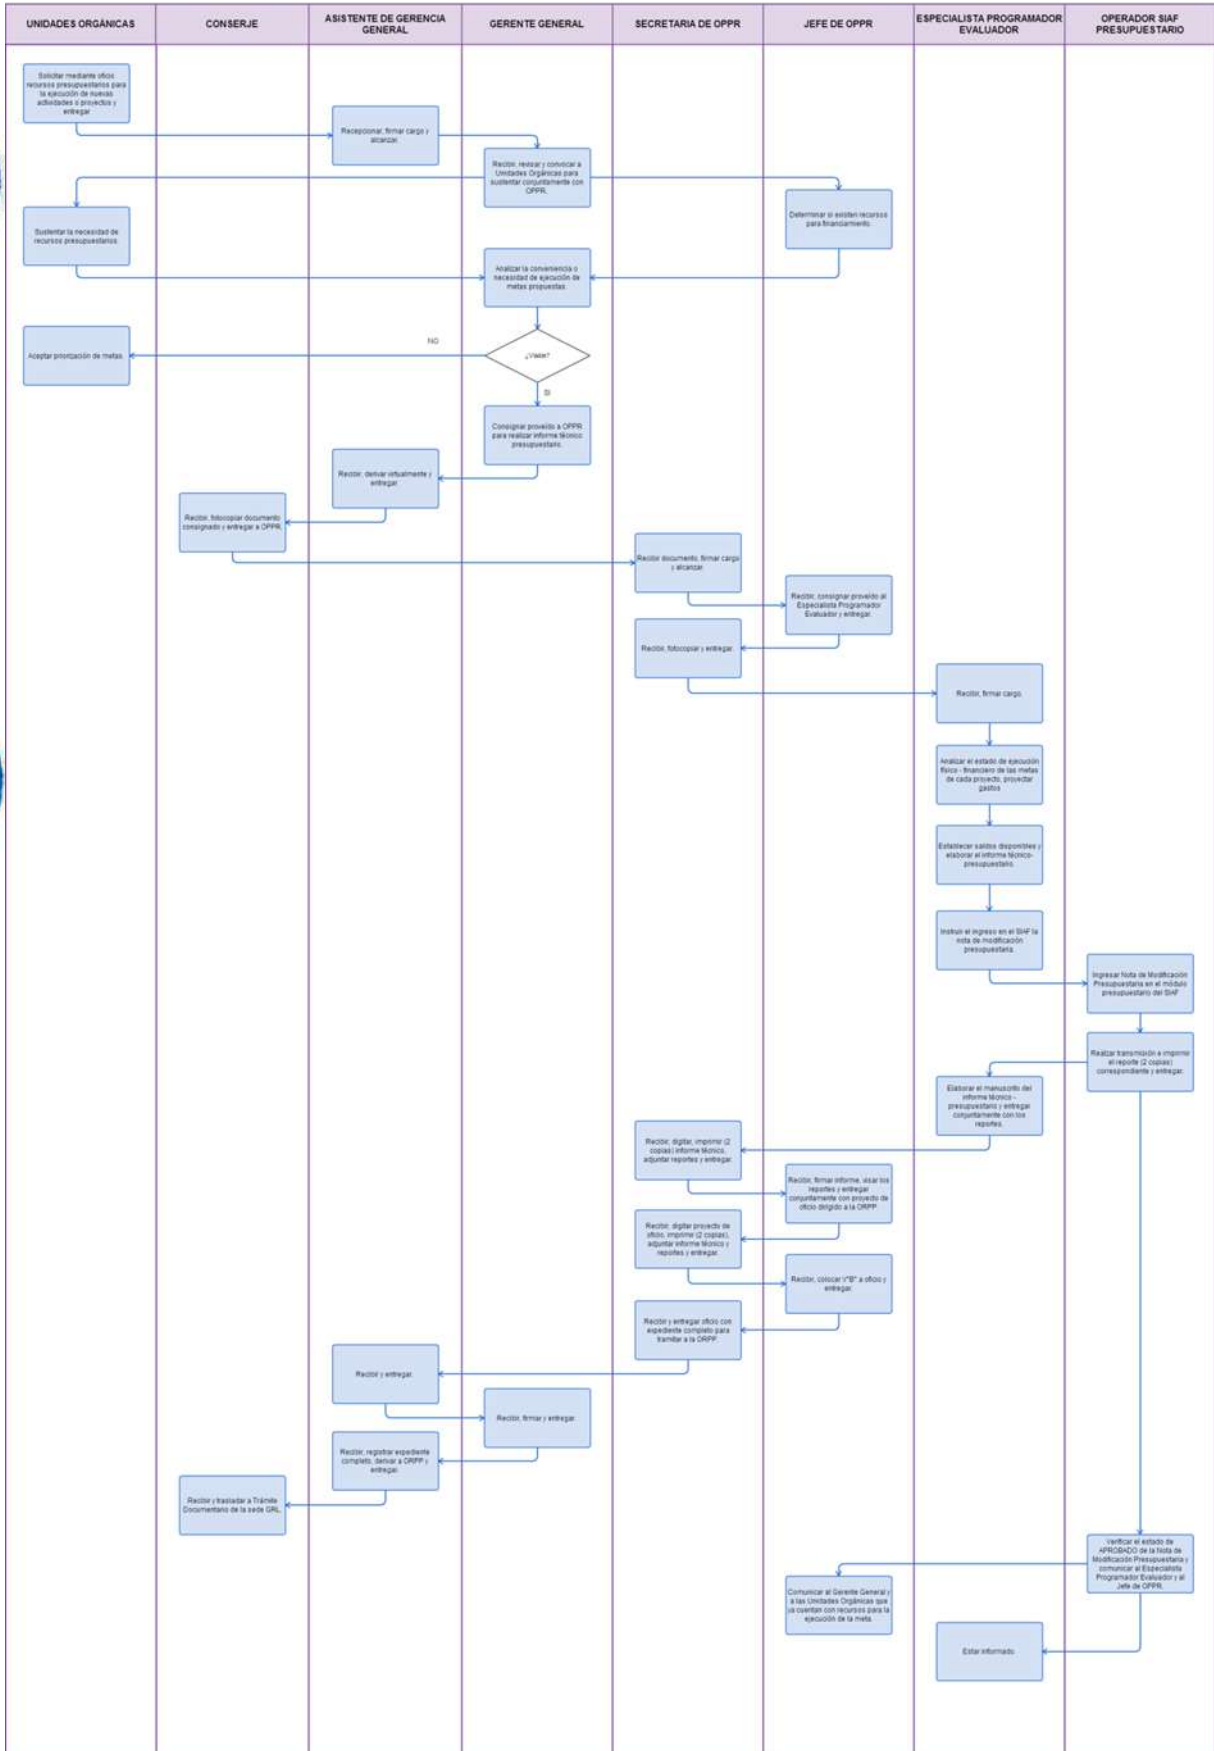 UNIDADES ORGÁNICAS
CONSERJE
ASISTENTE DE GERENCIA
GENERAL
GERENTE GENERAL
SECRETARIA DE OPPR
JEFE DE OPPR
ESPECIALISTA PROGRAMADOR
EVALUADOR
OPERADOR SIAF
PRESUPUESTARIO
Solicitar mediante oficio
recursos presupuestarios para
la ejecución de nuevas
actividades o proyectos y
entregar
Recepcionar, firmar cargo y
alcanzar.
Recibir, revisar y convocar a
Unidades Orgánicas para
sustentar conjuntamente con
OPPR.
Sustentar la necesidad de
recursos presupuestarios.
Determinar si existen recursos
para financiamiento.
Analizar la conveniencia o
necesidad de ejecución de
metas propuestas.
Aceptar priorización de metas.
NO
¿Viable?
SI
Consignar proveído a OPPR
para realizar informe técnico
presupuestario.
Recibir, derivar virtualmente y
entregar.
Recibir, fotocopiar documento
consignado y entregar a OPPR.
Recibir documento, firmar cargo
y alcanzar.
Recibir, consignar proveído al
Especialista Programador
Evaluador y entregar.
Recibir, fotocopiar y entregar.
Recibir, firmar cargo.
Analizar el estado de ejecución
físico - financiero de las metas
de cada proyecto, proyectar
gastos
Establecer saldos disponibles y
elaborar el informe técnico-
presupuestario.
Instruir el ingreso en el SIAF la
nota de modificación
presupuestaria.
Ingresar Nota de Modificación
Presupuestaria en el módulo
presupuestario del SIAF
Realizar transmisión e imprimir
el reporte (2 copias)
correspondiente y entregar.
Elaborar el manuscrito del
informe técnico -
presupuestario y entregar
conjuntamente con los
reportes.
Recibir, digitar, imprimir (2
copias) informe técnico,
adjuntar reportes y entregar.
Recibir, firmar informe, visar los
reportes y entregar
conjuntamente con proyecto de
oficio dirigido a la ORPP
Recibir, digitar proyecto de
oficio, imprimir (2 copias),
adjuntar informe técnico y
reportes y entregar.
Recibir, colocar V"B" a oficio y
entregar.
Recibir y entregar oficio con
expediente completo para
tramitar a la ORPP.
Recibir y entregar.
Recibir, firmar y entregar.
Recibir, registrar expediente
completo, derivar a ORPP y
entregar.
Recibir y trasladar a Trámite
Documentario de la sede GRL.
Verificar el estado de
APROBADO de la Nota de
Modificación Presupuestaria y
comunicar al Especialista
Programador Evaluador y al
Jefe de OPPR.
Comunicar al Gerente General y
a las Unidades Orgánicas que
ya cuentan con recursos para la
ejecución de la meta.
Estar informado.